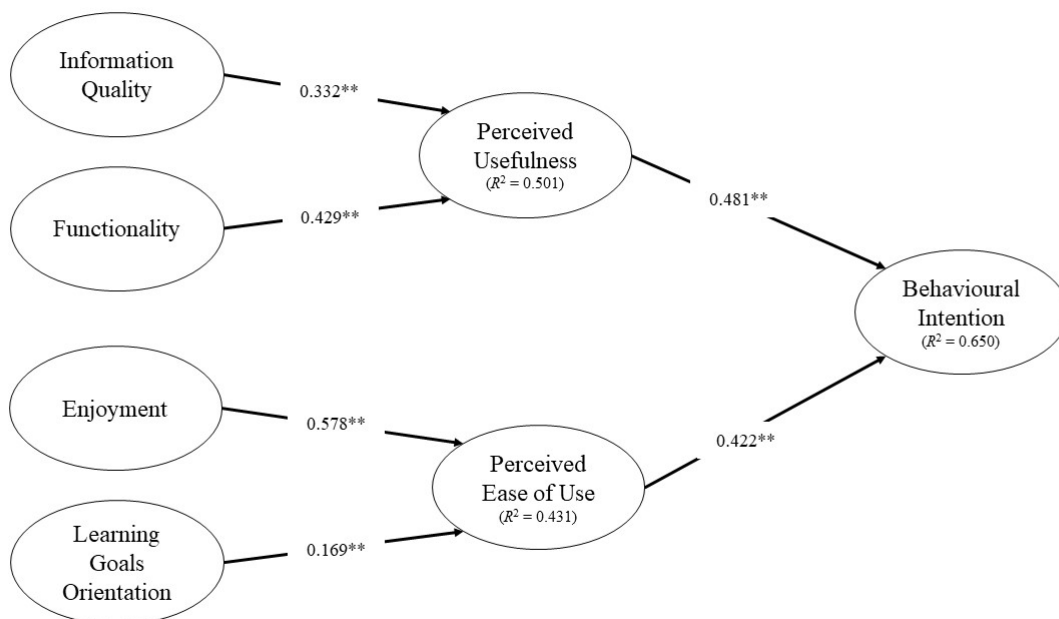 Information
Quality
0.332**
Perceived
Usefulness
(R² = 0.501)
Functionality
0.429**
0.481**
Behavioural
Intention
(R² = 0.650)
Enjoyment
0.578**
Perceived
Ease of Use
(R² = 0.431)
0.422**
Learning
Goals
Orientation
0.169**